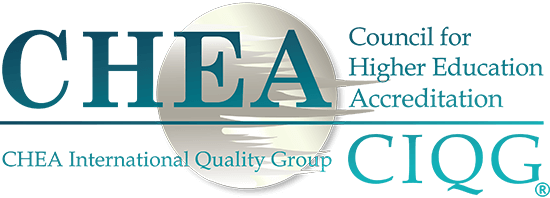 CHEA
Council for
Higher Education
Accreditation
CHEA International Quality Group
CIQG®